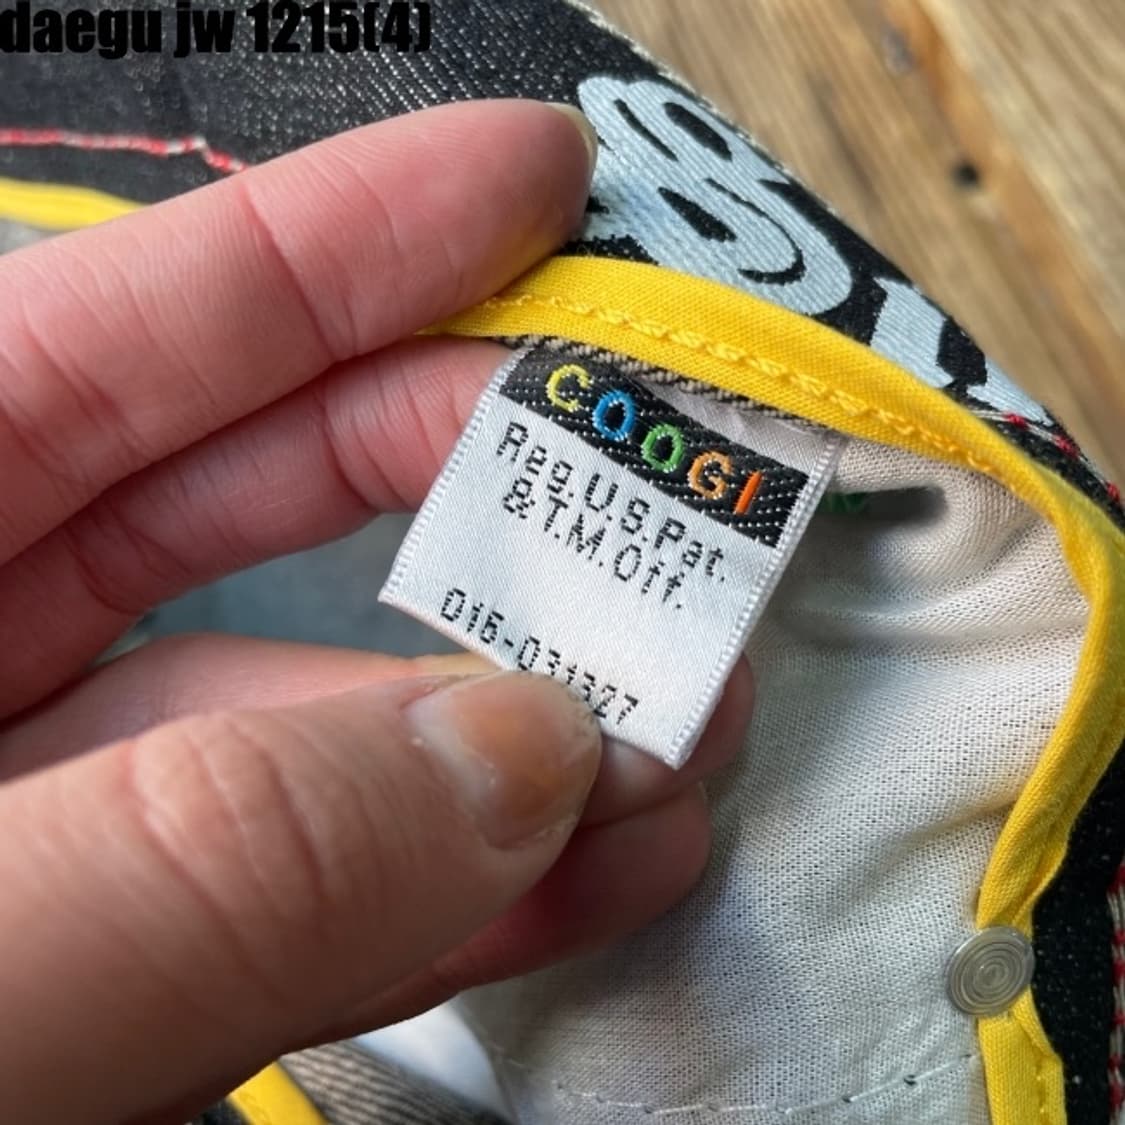 daegu jw 1215(4)
COOGI
Reg.U.S.Pat.
&T.M.Off.
016-031327